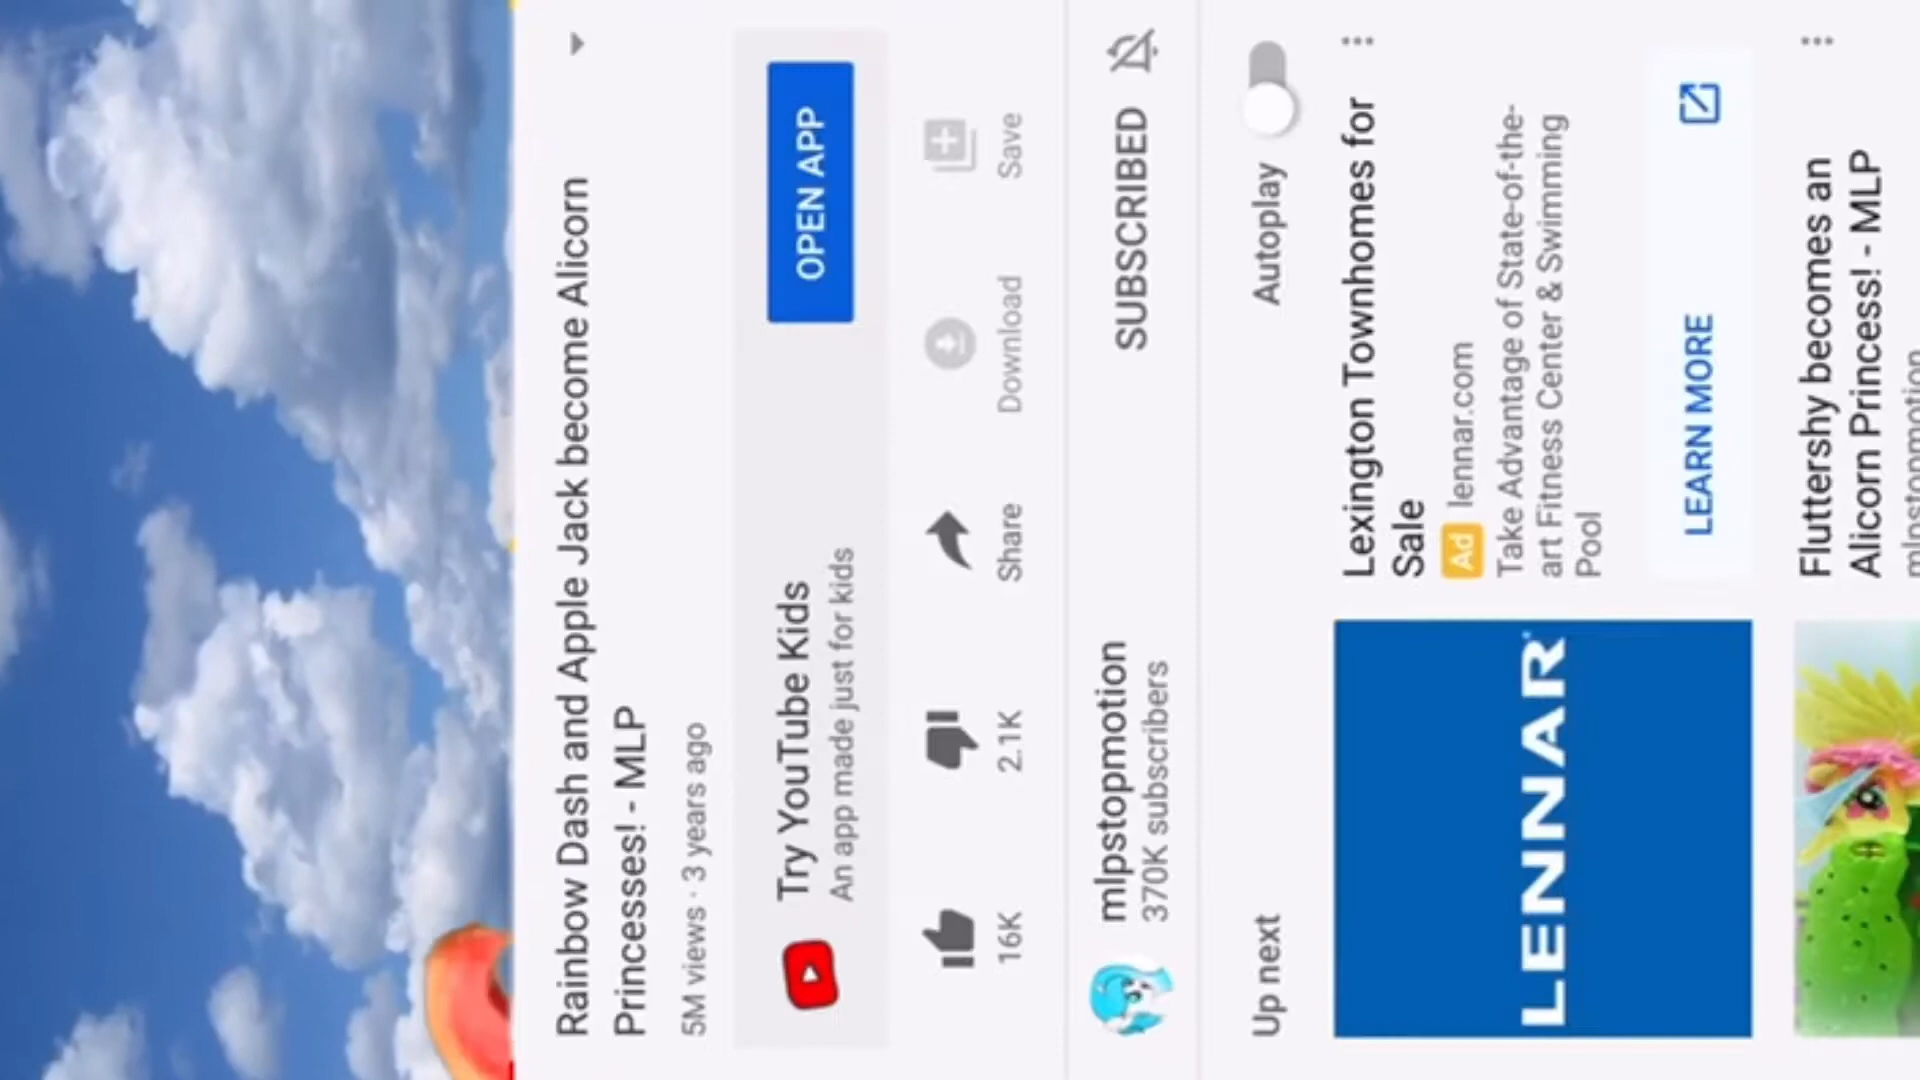 Rainbow Dash and Apple Jack become Alicorn
Princesses! - MLP
5M views · 3 years ago
Try YouTube Kids
An app made just for kids
OPEN APP
16K
2.1K
Share
Download
Save
mlpstopmotion
370K subscribers
SUBSCRIBED
Up next
Autoplay
LENNAR
Lexington Townhomes for
Sale
Ad lennar.com
Take Advantage of State-of-the-
art Fitness Center & Swimming
Pool
LEARN MORE
Fluttershy becomes an
Alicorn Princess! - MLP
mlpstopmotion